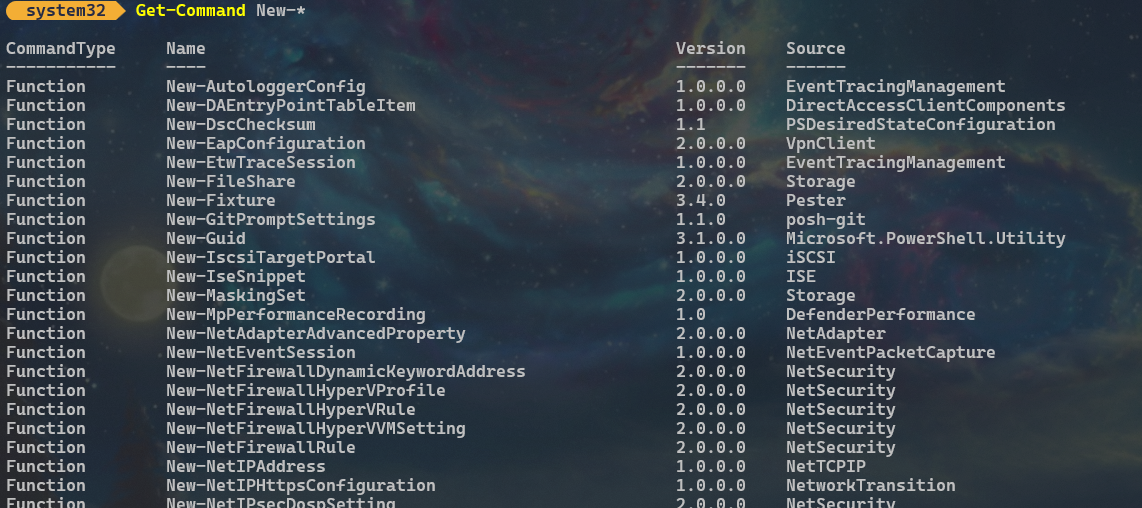 system32 Get-Command New-*
CommandType Name Version Source
----------- ---- ------- ------
Function New-AutologgerConfig 1.0.0.0 EventTracingManagement
Function New-DAEntryPointTableItem 1.0.0.0 DirectAccessClientComponents
Function New-DscChecksum 1.1 PSDesiredStateConfiguration
Function New-EapConfiguration 2.0.0.0 VpnClient
Function New-EtwTraceSession 1.0.0.0 EventTracingManagement
Function New-FileShare 2.0.0.0 Storage
Function New-Fixture 3.4.0 Pester
Function New-GitPromptSettings 1.1.0 posh-git
Function New-Guid 3.1.0.0 Microsoft.PowerShell.Utility
Function New-IscsiTargetPortal 1.0.0.0 iSCSI
Function New-IseSnippet 1.0.0.0 ISE
Function New-MaskingSet 2.0.0.0 Storage
Function New-MpPerformanceRecording 1.0 DefenderPerformance
Function New-NetAdapterAdvancedProperty 2.0.0.0 NetAdapter
Function New-NetEventSession 1.0.0.0 NetEventPacketCapture
Function New-NetFirewallDynamicKeywordAddress 2.0.0.0 NetSecurity
Function New-NetFirewallHyperVProfile 2.0.0.0 NetSecurity
Function New-NetFirewallHyperVRule 2.0.0.0 NetSecurity
Function New-NetFirewallHyperVVMSetting 2.0.0.0 NetSecurity
Function New-NetFirewallRule 2.0.0.0 NetSecurity
Function New-NetIPAddress 1.0.0.0 NetTCPIP
Function New-NetIPHttpsConfiguration 1.0.0.0 NetworkTransition
Function New-NetIPsecDospSetting 2.0.0.0 NetSecurity